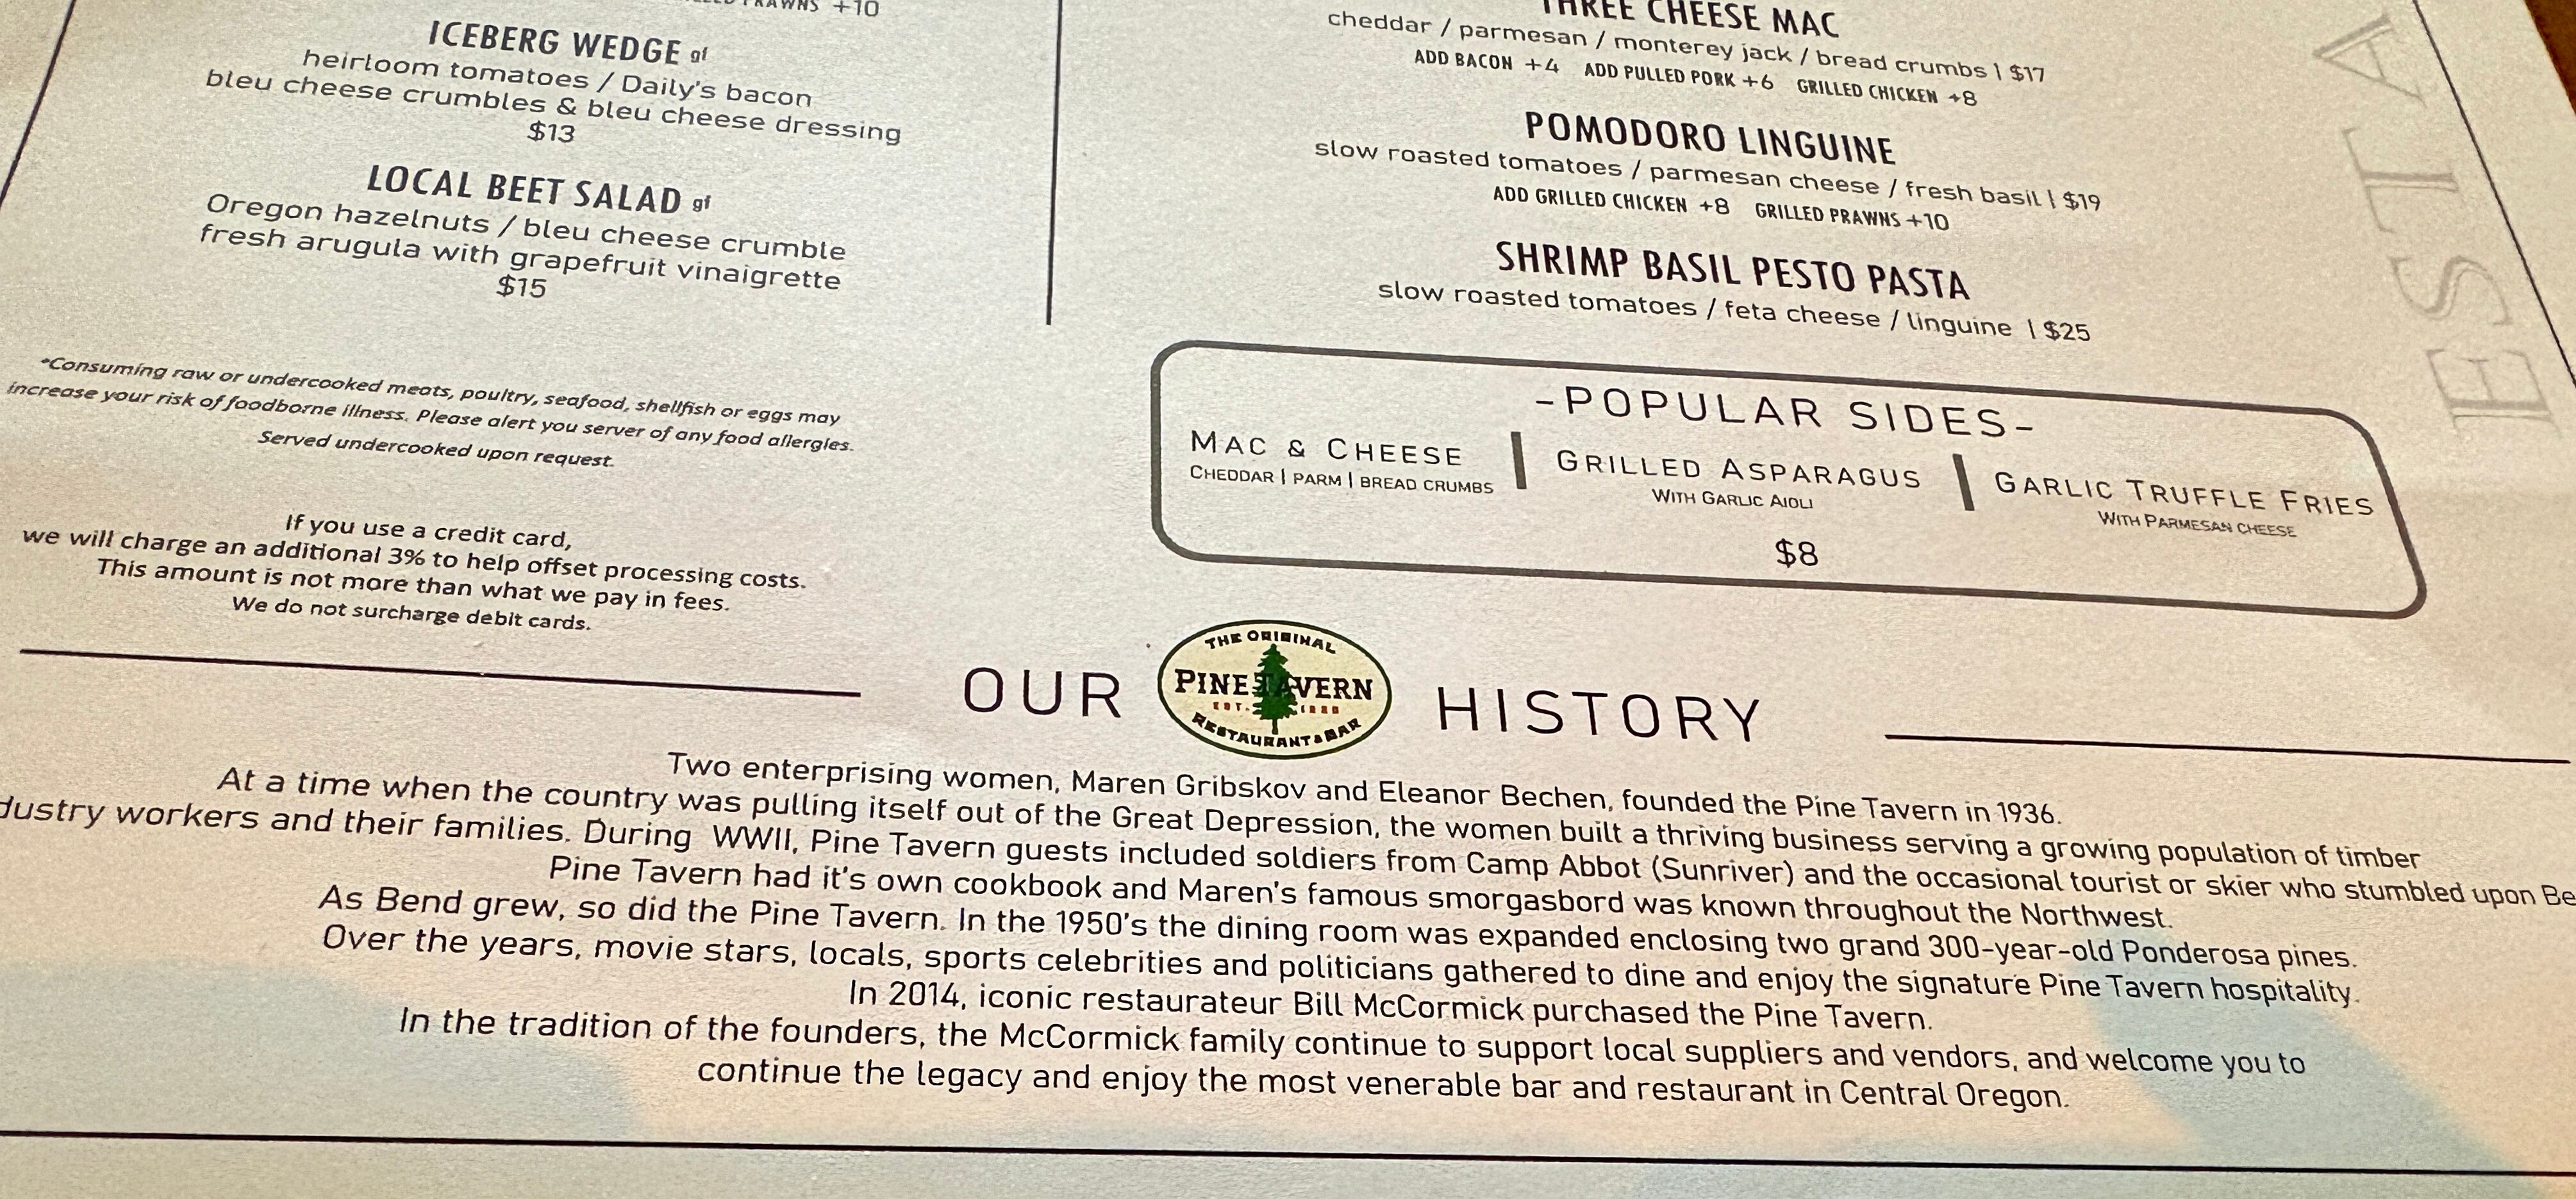 +10
ICEBERG WEDGE gf
heirloom tomatoes / Daily's bacon
bleu cheese crumbles & bleu cheese dressing
$13
LOCAL BEET SALAD gf
Oregon hazelnuts / bleu cheese crumble
fresh arugula with grapefruit vinaigrette
$15
*Consuming raw or undercooked meats, poultry, seafood, shellfish or eggs may
increase your risk of foodborne illness. Please alert you server of any food allergies.
Served undercooked upon request.
If you use a credit card,
we will charge an additional 3% to help offset processing costs.
This amount is not more than what we pay in fees.
We do not surcharge debit cards.
THREE CHEESE MAC
cheddar / parmesan / monterey jack / bread crumbs | $17
ADD BACON +4 ADD PULLED PORK +6 GRILLED CHICKEN +8
POMODORO LINGUINE
slow roasted tomatoes / parmesan cheese / fresh basil | $19
ADD GRILLED CHICKEN +8 GRILLED PRAWNS +10
SHRIMP BASIL PESTO PASTA
slow roasted tomatoes / feta cheese / linguine | $25
-POPULAR SIDES-
MAC & CHEESE | GRILLED ASPARAGUS | GARLIC TRUFFLE FRIES
CHEDDAR | PARM | BREAD CRUMBS WITH GARLIC AIOLI WITH PARMESAN CHEESE
$8
ESTA
OUR
THE ORIGINAL
PINE TAVERN
EST.
RESTAURANT & BAR
HISTORY
Two enterprising women, Maren Gribskov and Eleanor Bechen, founded the Pine Tavern in 1936.
At a time when the country was pulling itself out of the Great Depression, the women built a thriving business serving a growing population of timber
dustry workers and their families. During WWII, Pine Tavern guests included soldiers from Camp Abbot (Sunriver) and the occasional tourist or skier who stumbled upon Be
Pine Tavern had it's own cookbook and Maren's famous smorgasbord was known throughout the Northwest.
As Bend grew, so did the Pine Tavern. In the 1950's the dining room was expanded enclosing two grand 300-year-old Ponderosa pines.
Over the years, movie stars, locals, sports celebrities and politicians gathered to dine and enjoy the signature Pine Tavern hospitality.
In 2014, iconic restaurateur Bill McCormick purchased the Pine Tavern.
In the tradition of the founders, the McCormick family continue to support local suppliers and vendors, and welcome you to
continue the legacy and enjoy the most venerable bar and restaurant in Central Oregon.